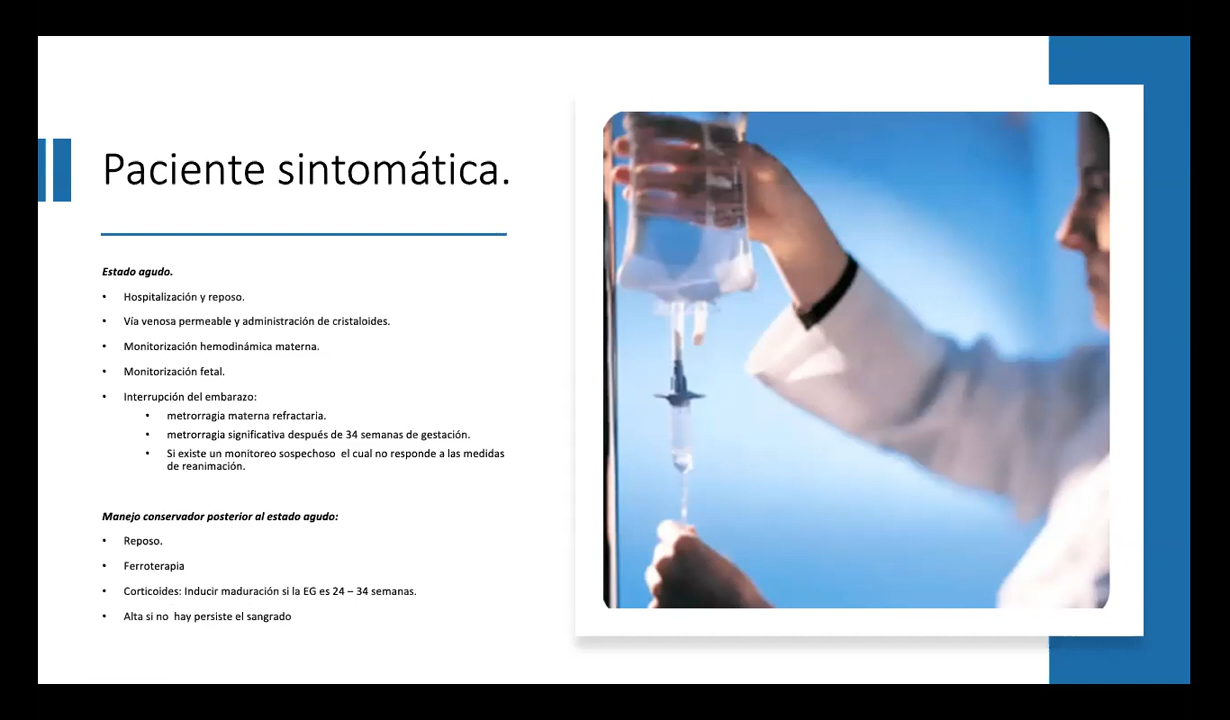 Paciente sintomática.
Estado agudo.
• Hospitalización y reposo.
• Vía venosa permeable y administración de cristaloides.
• Monitorización hemodinámica materna.
• Monitorización fetal.
• Interrupción del embarazo:
• metrorragia materna refractaria.
• metrorragia significativa después de 34 semanas de gestación.
• Si existe un monitoreo sospechoso el cual no responde a las medidas
de reanimación.
Manejo conservador posterior al estado agudo:
• Reposo.
• Ferroterapia
• Corticoides: Inducir maduración si la EG es 24 – 34 semanas.
• Alta si no hay persiste el sangrado